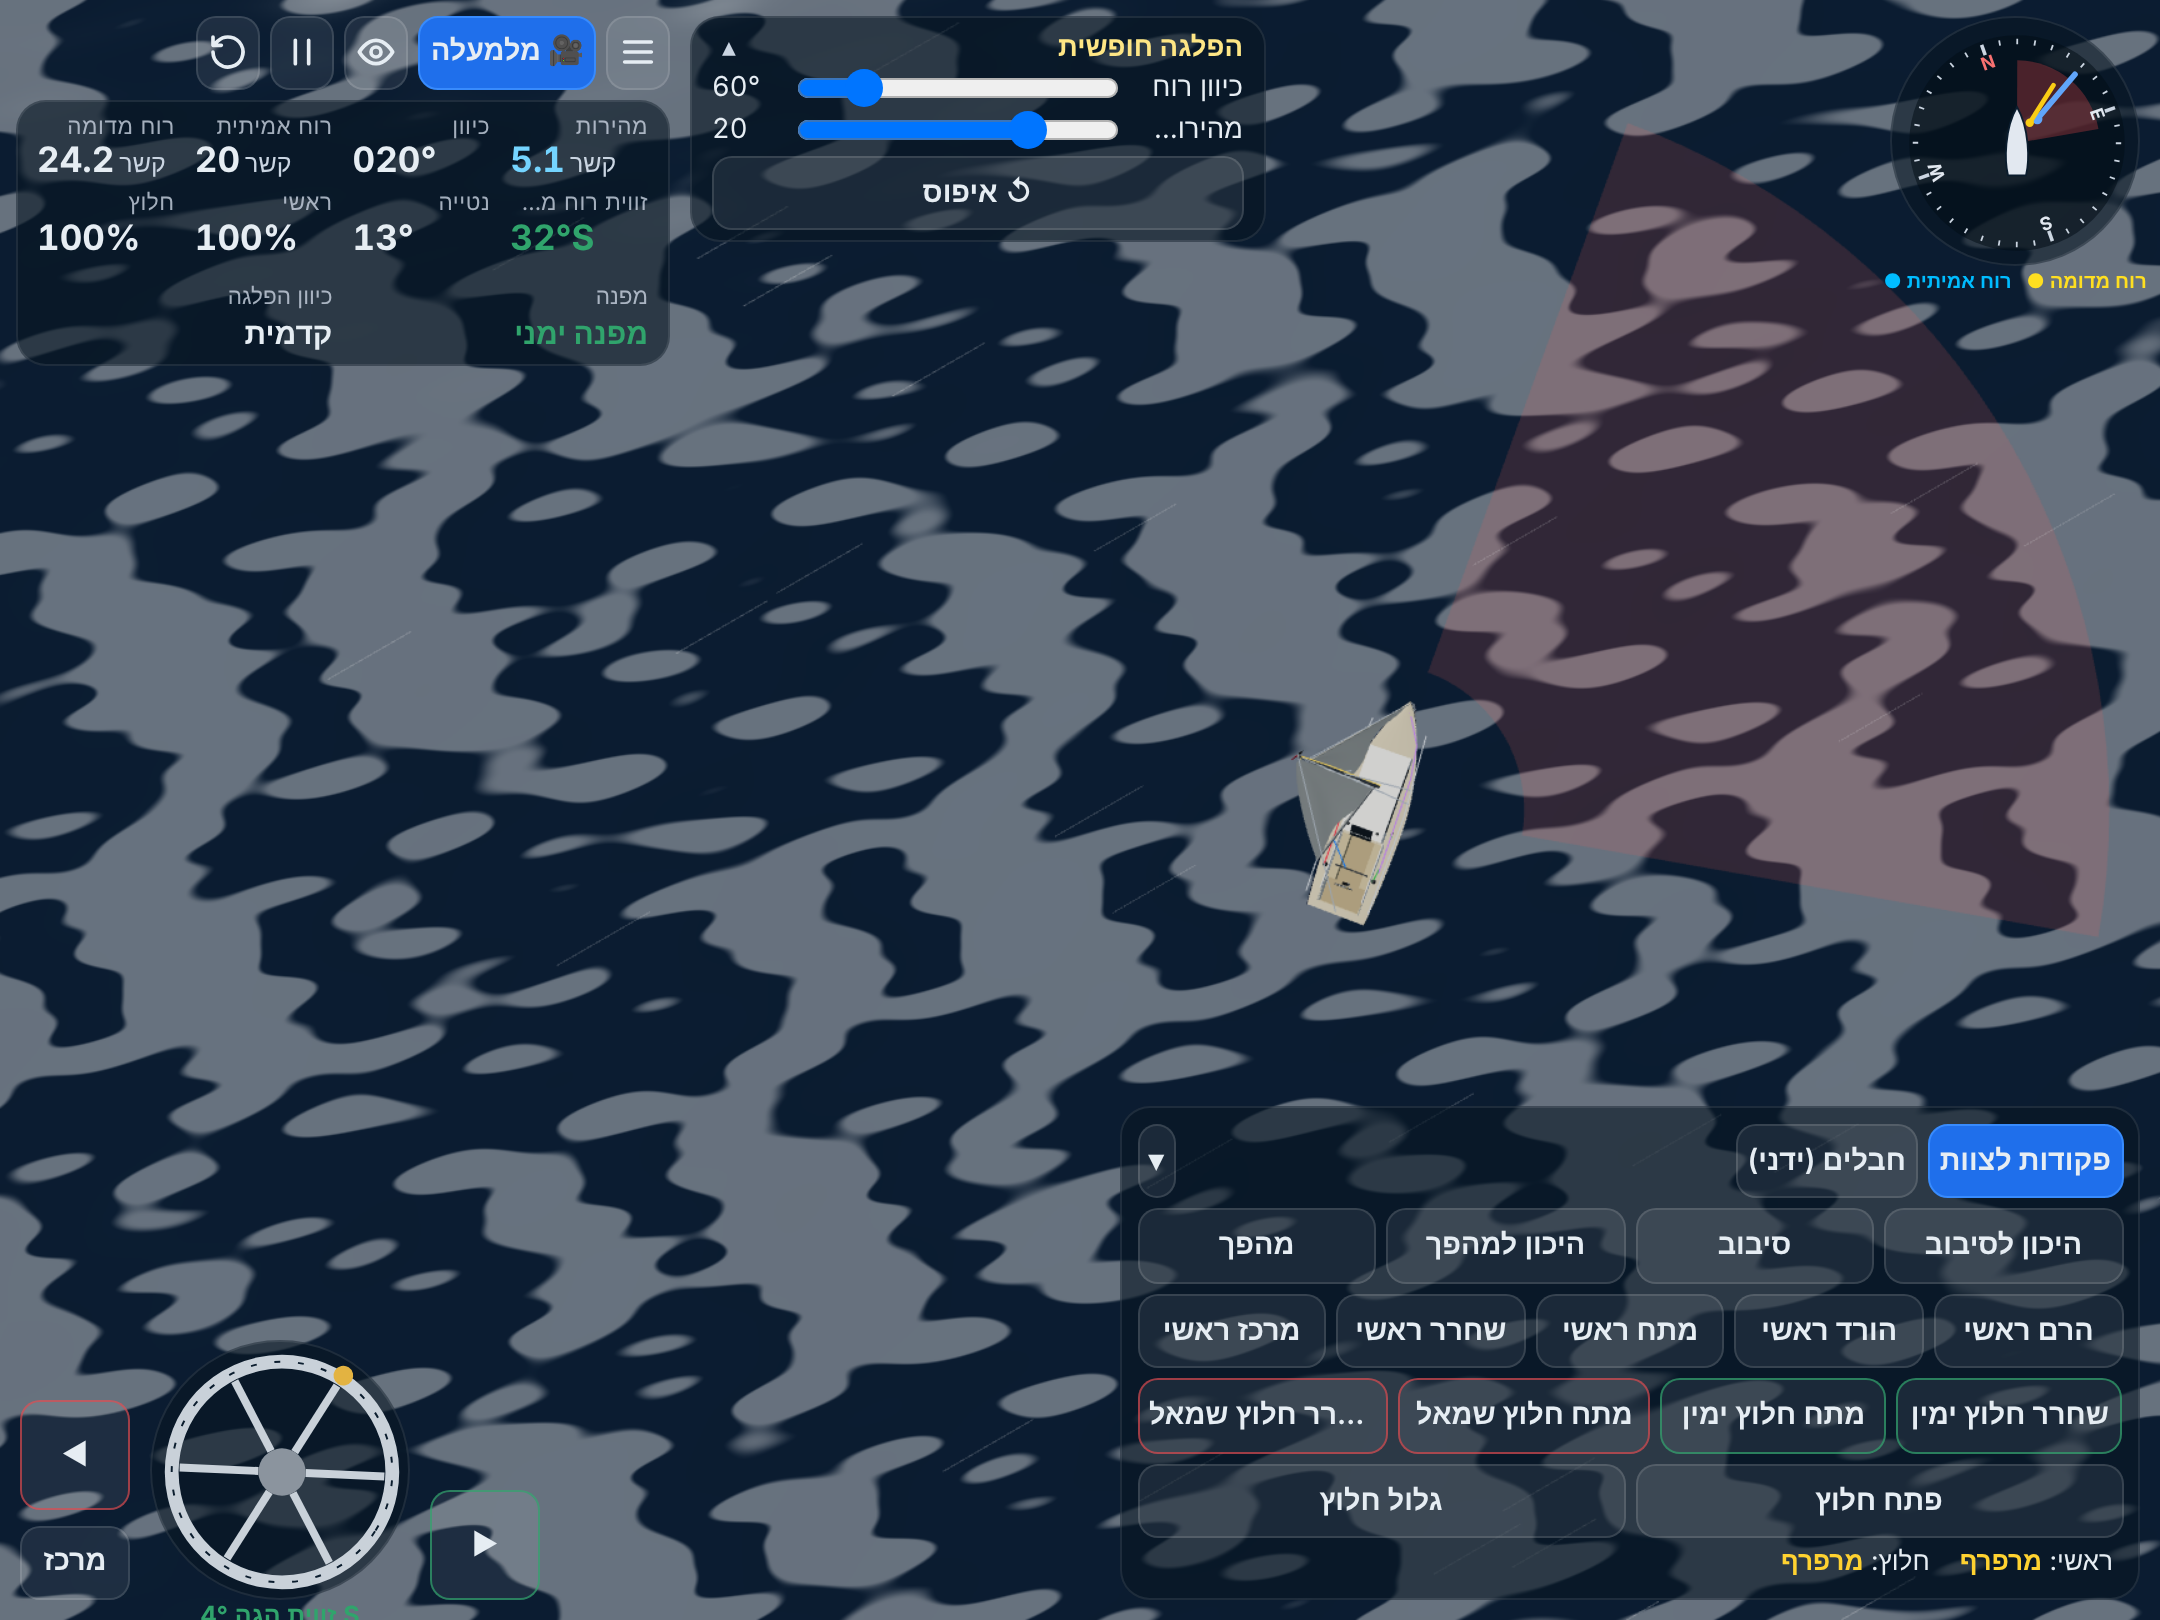 🎥 מלמעלה
מהירות כיוון רוח אמיתית רוח מדומה
5.1 קשר 020° 20 קשר 24.2 קשר
זווית רוח מ... נטייה ראשי חלוץ
32°S 13° 100% 100%
מפנה כיוון הפלגה
מפנה ימני קדמית
הפלגה חופשית ▲
כיוון רוח 60°
מהירו... 20
איפוס
N E S W
רוח מדומה רוח אמיתית
פקודות לצוות חבלים (ידני) ▼
היכון לסיבוב סיבוב היכון למהפך מהפך
הרם ראשי הורד ראשי מתח ראשי שחרר ראשי מרכז ראשי
שחרר חלוץ ימין מתח חלוץ ימין מתח חלוץ שמאל ...רר חלוץ שמאל
פתח חלוץ גלול חלוץ
ראשי: מרפרף חלוץ: מרפרף
◀ ▶
מרכז
זווית הגה 4° S